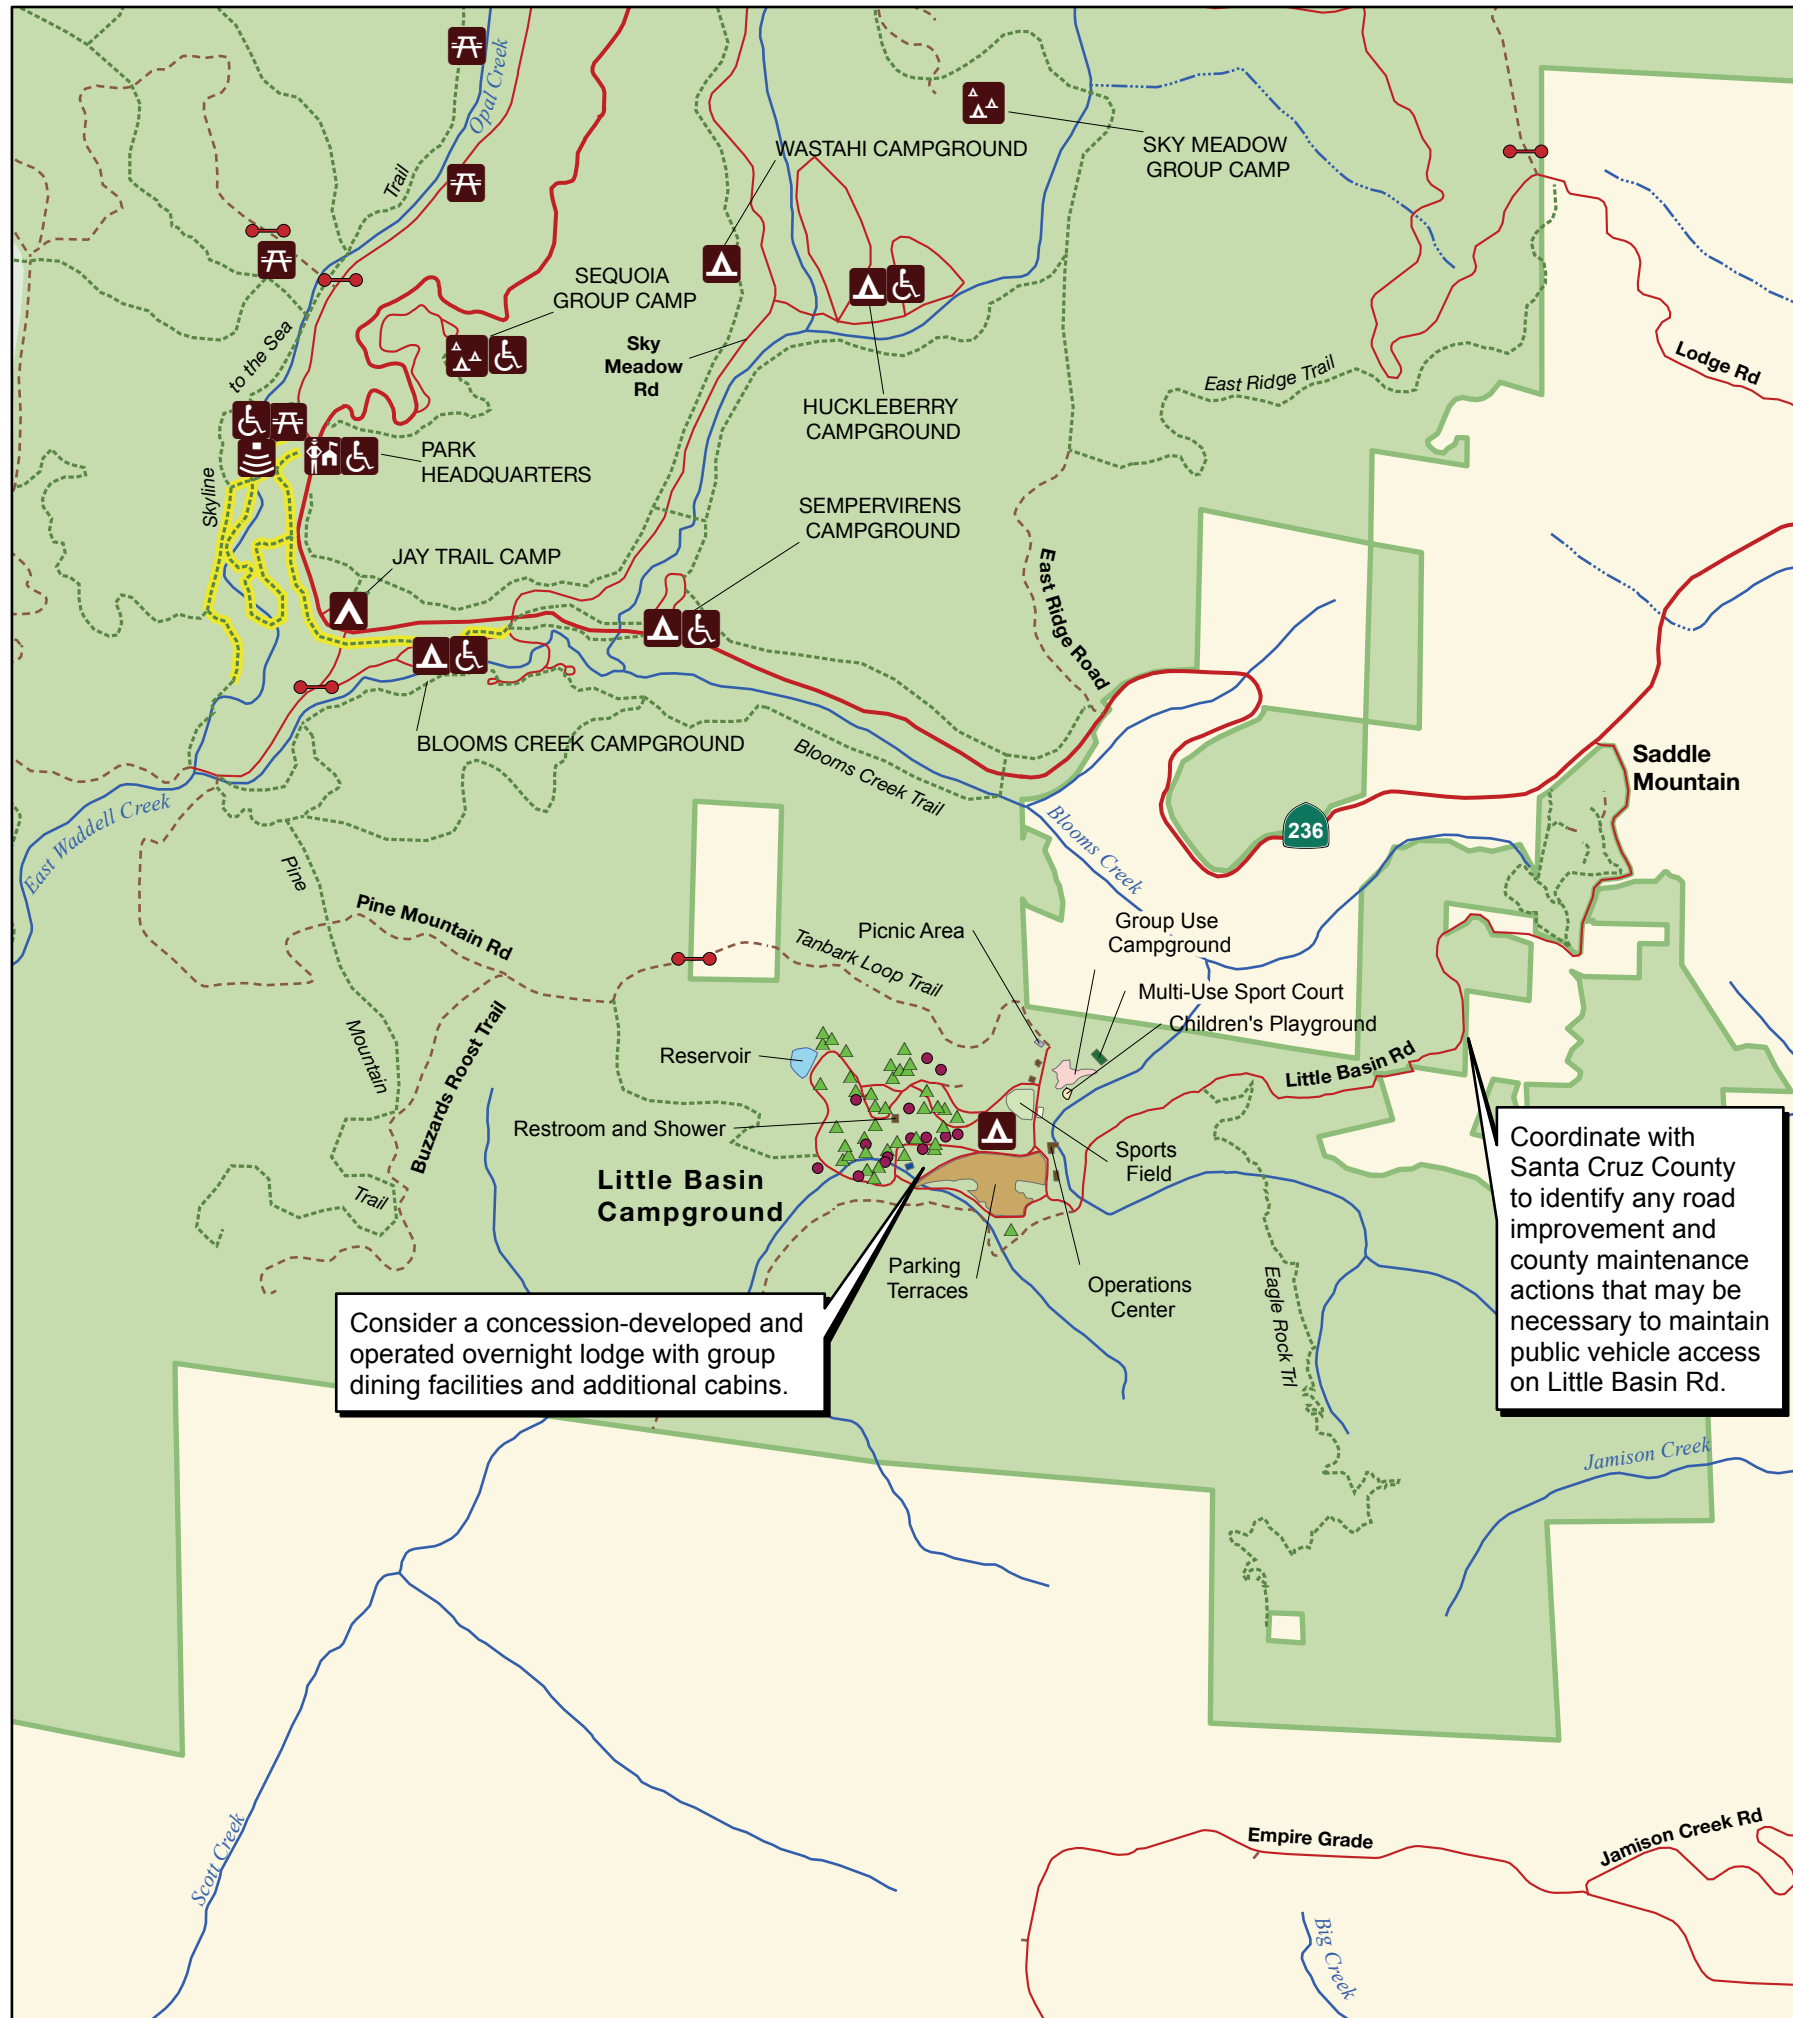 Opal Creek
WASTAHI CAMPGROUND
SKY MEADOW
GROUP CAMP
Trail
SEQUOIA
GROUP CAMP
to the Sea
Sky
Meadow
Rd
East Ridge Trail
Lodge Rd
HUCKLEBERRY
CAMPGROUND
PARK
HEADQUARTERS
Skyline
SEMPERVIRENS
CAMPGROUND
JAY TRAIL CAMP
East Ridge Road
BLOOMS CREEK CAMPGROUND
Blooms Creek Trail
Saddle
Mountain
East Waddell Creek
Blooms Creek
236
Pine
Pine Mountain Rd
Picnic Area
Group Use
Campground
Tanbark Loop Trail
Multi-Use Sport Court
Children's Playground
Mountain
Buzzards Roost Trail
Reservoir
Little Basin Rd
Restroom and Shower
Sports
Field
Little Basin
Campground
Trail
Coordinate with
Santa Cruz County
to identify any road
improvement and
county maintenance
actions that may be
necessary to maintain
public vehicle access
on Little Basin Rd.
Parking
Terraces
Operations
Center
Eagle Rock Trl
Consider a concession-developed and
operated overnight lodge with group
dining facilities and additional cabins.
Jamison Creek
Scott Creek
Empire Grade
Jamison Creek Rd
Big Creek